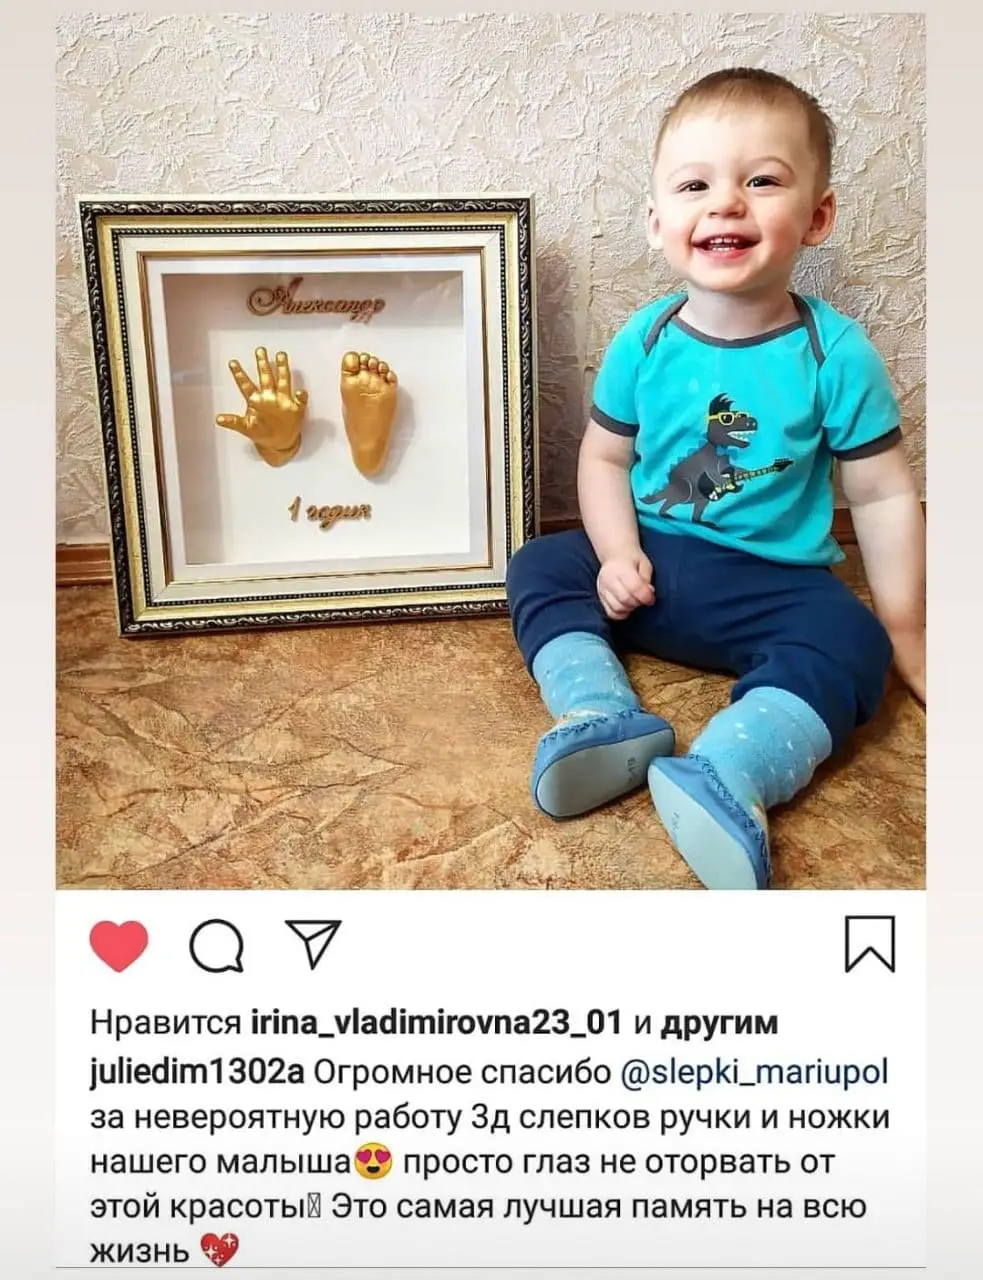 Александр
1 годик
Нравится irina_vladimirovna23_01 и другим
juliedim1302a Огромное спасибо @slepki_mariupol
за невероятную работу 3д слепков ручки и ножки
нашего малыша😍 просто глаз не оторвать от
этой красоты Это самая лучшая память на всю
жизнь 💖